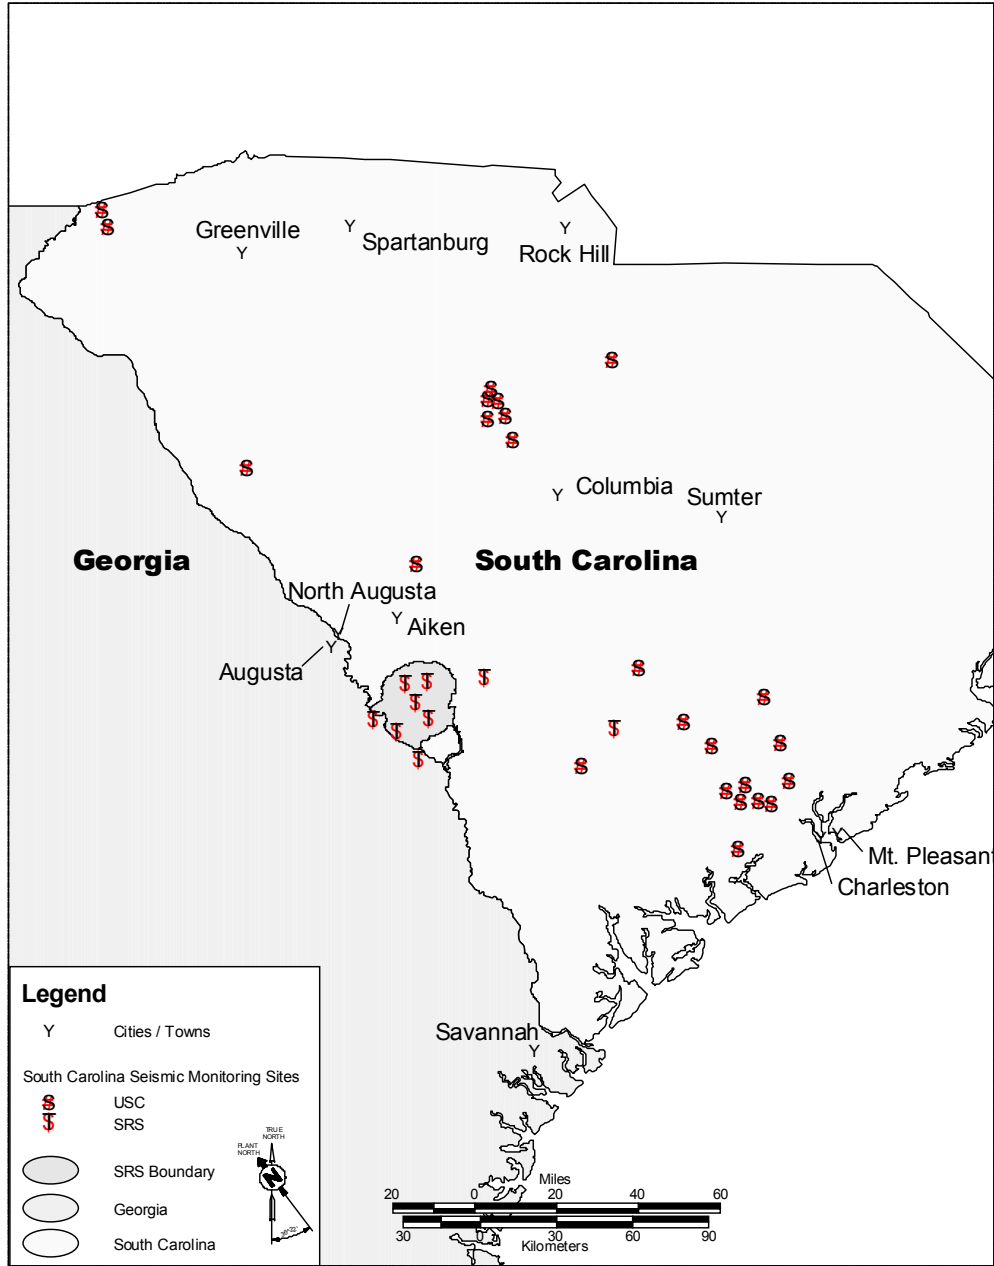 Greenville
Y
Y
Spartanburg
Y
Rock Hill
Y
Columbia
Sumter
Y
Georgia
South Carolina
North Augusta
Y
Aiken
Y
Augusta
Mt. Pleasant
Charleston
Savannah
Y
Legend
Y Cities / Towns
South Carolina Seismic Monitoring Sites
USC
SRS
TRUE
NORTH
PLANT
NORTH
N
SRS Boundary
Georgia
South Carolina
Miles
20 0 20 40 60
30 0 30 60 90
Kilometers